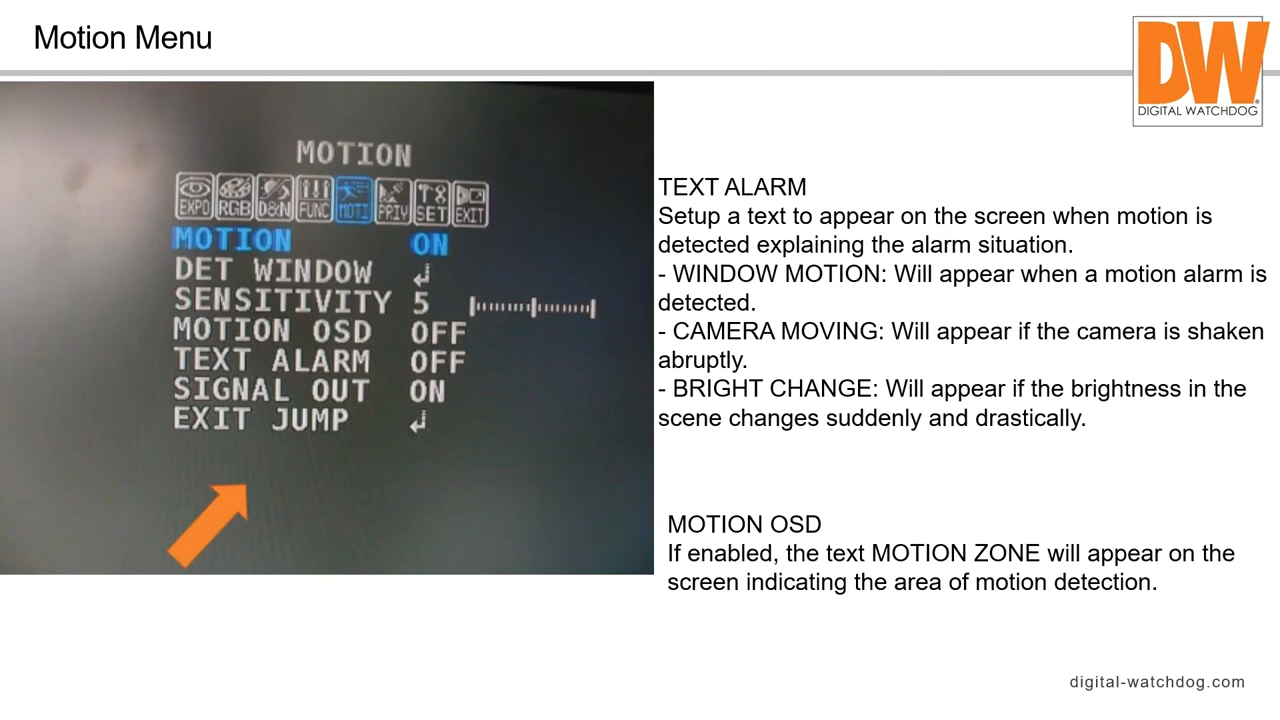 Motion Menu
DW
DIGITAL WATCHDOG
MOTION
EXPO RGB D&N FUNC MOTI PRIV SET EXIT
MOTION ON
DET WINDOW ↲
SENSITIVITY 5
MOTION OSD OFF
TEXT ALARM OFF
SIGNAL OUT ON
EXIT JUMP ↲
TEXT ALARM
Setup a text to appear on the screen when motion is
detected explaining the alarm situation.
- WINDOW MOTION: Will appear when a motion alarm is
detected.
- CAMERA MOVING: Will appear if the camera is shaken
abruptly.
- BRIGHT CHANGE: Will appear if the brightness in the
scene changes suddenly and drastically.
MOTION OSD
If enabled, the text MOTION ZONE will appear on the
screen indicating the area of motion detection.
digital-watchdog.com